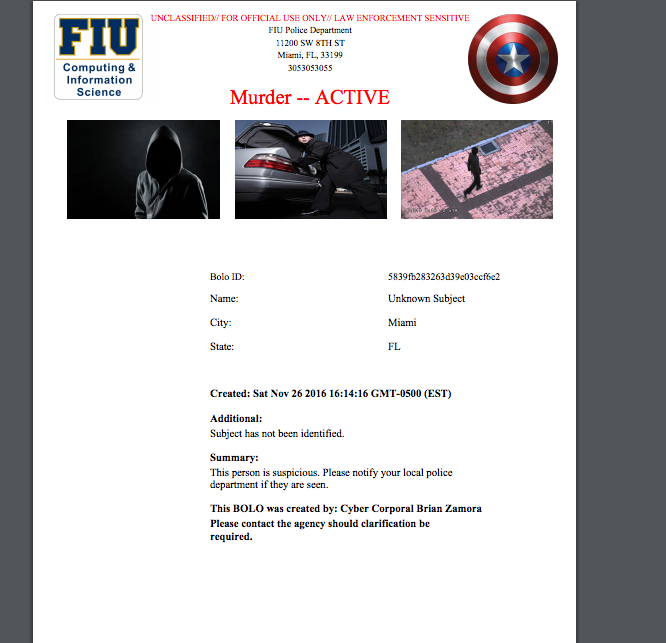 UNCLASSIFIED// FOR OFFICIAL USE ONLY// LAW ENFORCEMENT SENSITIVE
FIU
Computing &
Information
Science
FIU Police Department
11200 SW 8TH ST
Miami, FL, 33199
3053053055
Murder -- ACTIVE
Bolo ID: 5839fb283263d39e03ccf6e2
Name: Unknown Subject
City: Miami
State: FL
Created: Sat Nov 26 2016 16:14:16 GMT-0500 (EST)
Additional:
Subject has not been identified.
Summary:
This person is suspicious. Please notify your local police
department if they are seen.
This BOLO was created by: Cyber Corporal Brian Zamora
Please contact the agency should clarification be
required.